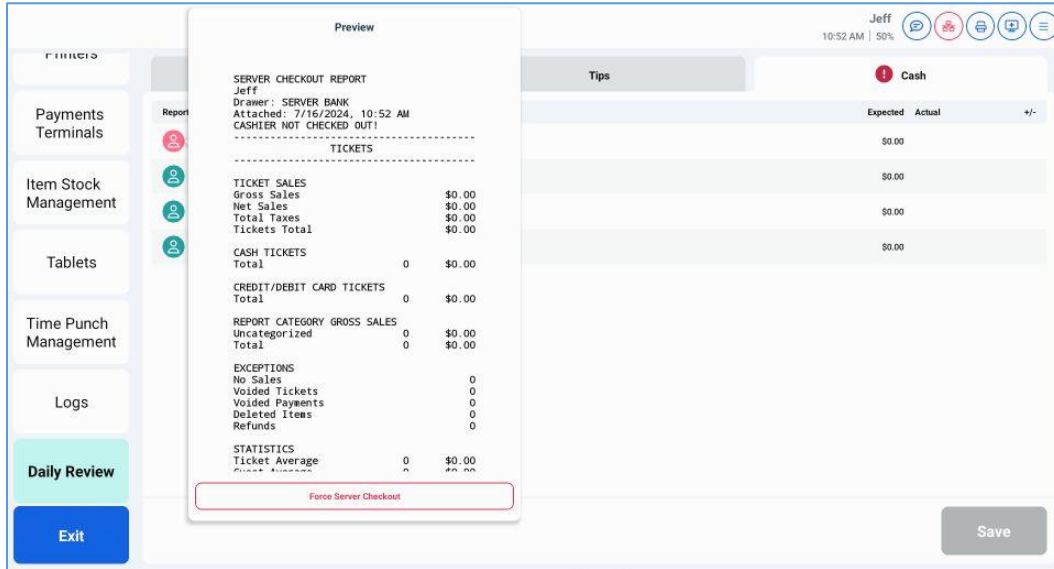 Preview
Jeff
10:52 AM | 50%
Printers
Payments
Terminals
Item Stock
Management
Tablets
Time Punch
Management
Logs
Daily Review
Exit
Tips
Cash
Report
Expected Actual +/-
$0.00
$0.00
$0.00
$0.00
SERVER CHECKOUT REPORT
Jeff
Drawer: SERVER BANK
Attached: 7/16/2024, 10:52 AM
CASHIER NOT CHECKED OUT!
TICKETS
TICKET SALES
Gross Sales $0.00
Net Sales $0.00
Total Taxes $0.00
Tickets Total $0.00
CASH TICKETS
Total 0 $0.00
CREDIT/DEBIT CARD TICKETS
Total 0 $0.00
REPORT CATEGORY GROSS SALES
Uncategorized 0 $0.00
Total 0 $0.00
EXCEPTIONS
No Sales 0
Voided Tickets 0
Voided Payments 0
Deleted Items 0
Refunds 0
STATISTICS
Ticket Average 0 $0.00
Guest Average 0 $0.00
Force Server Checkout
Save